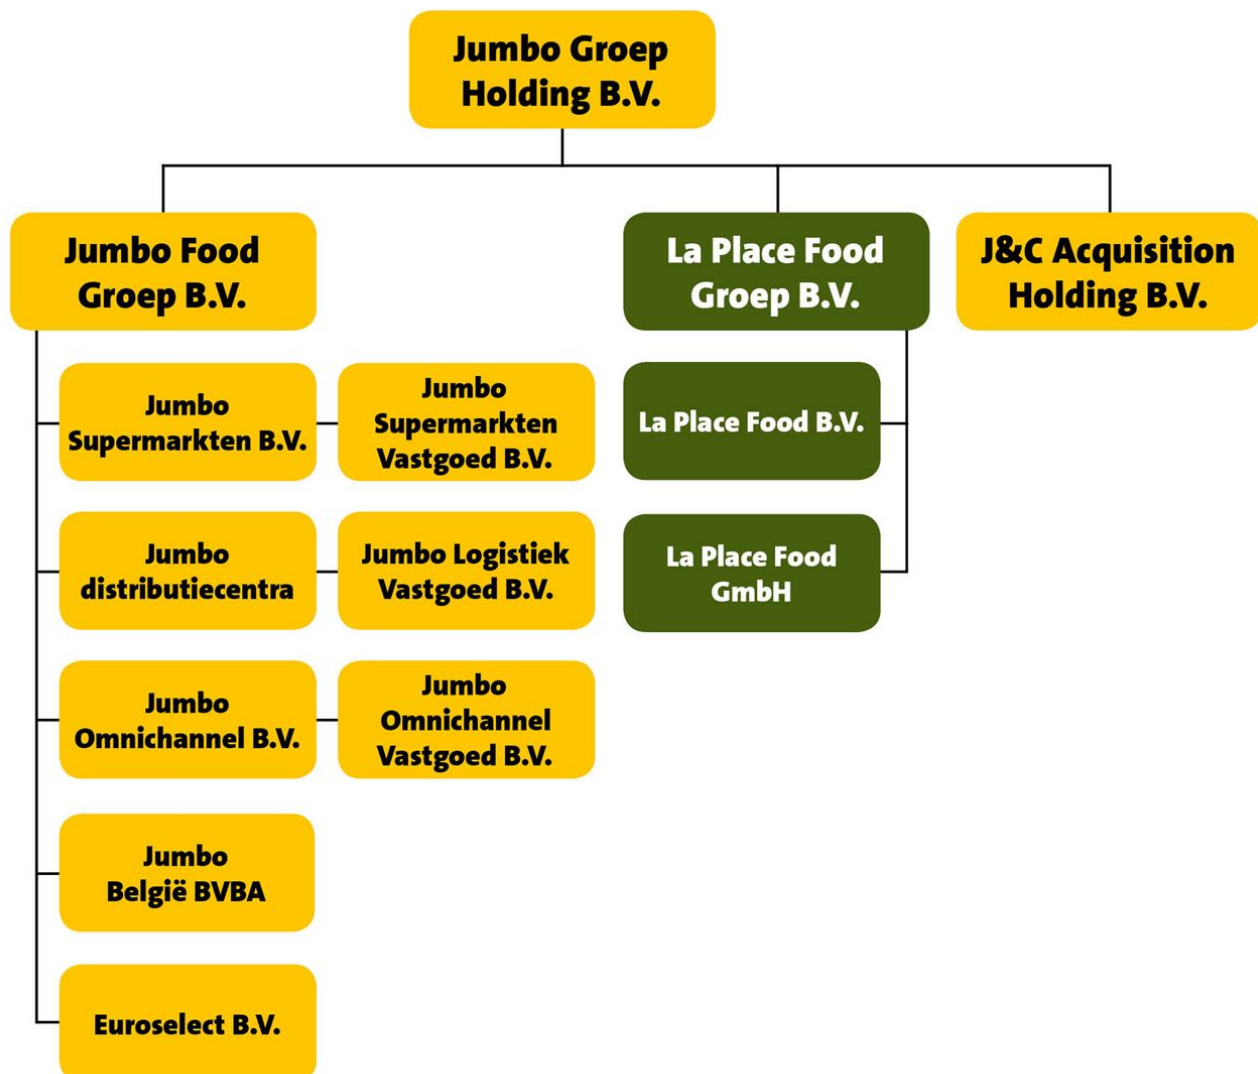 Jumbo Groep
Holding B.V.
Jumbo Food
Groep B.V.
La Place Food
Groep B.V.
J&C Acquisition
Holding B.V.
Jumbo
Supermarkten B.V.
Jumbo
Supermarkten
Vastgoed B.V.
La Place Food B.V.
Jumbo
distributiecentra
Jumbo Logistiek
Vastgoed B.V.
La Place Food
GmbH
Jumbo
Omnichannel B.V.
Jumbo
Omnichannel
Vastgoed B.V.
Jumbo
België BVBA
Euroselect B.V.